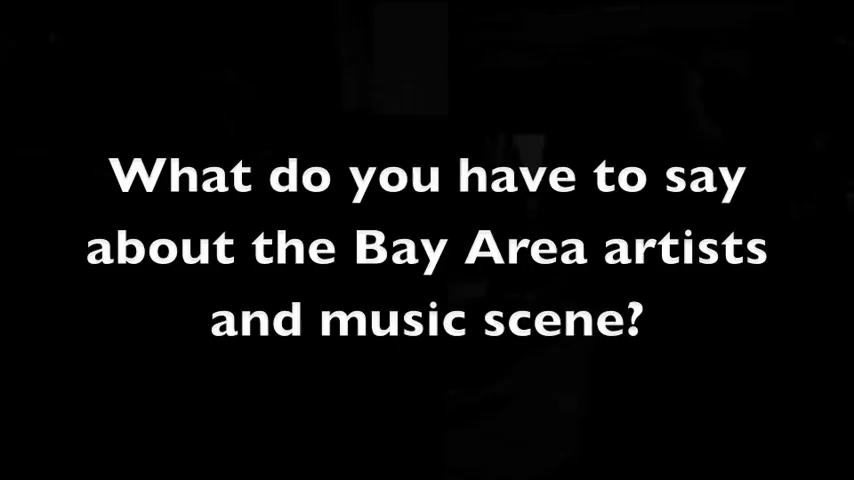 What do you have to say
about the Bay Area artists
and music scene?